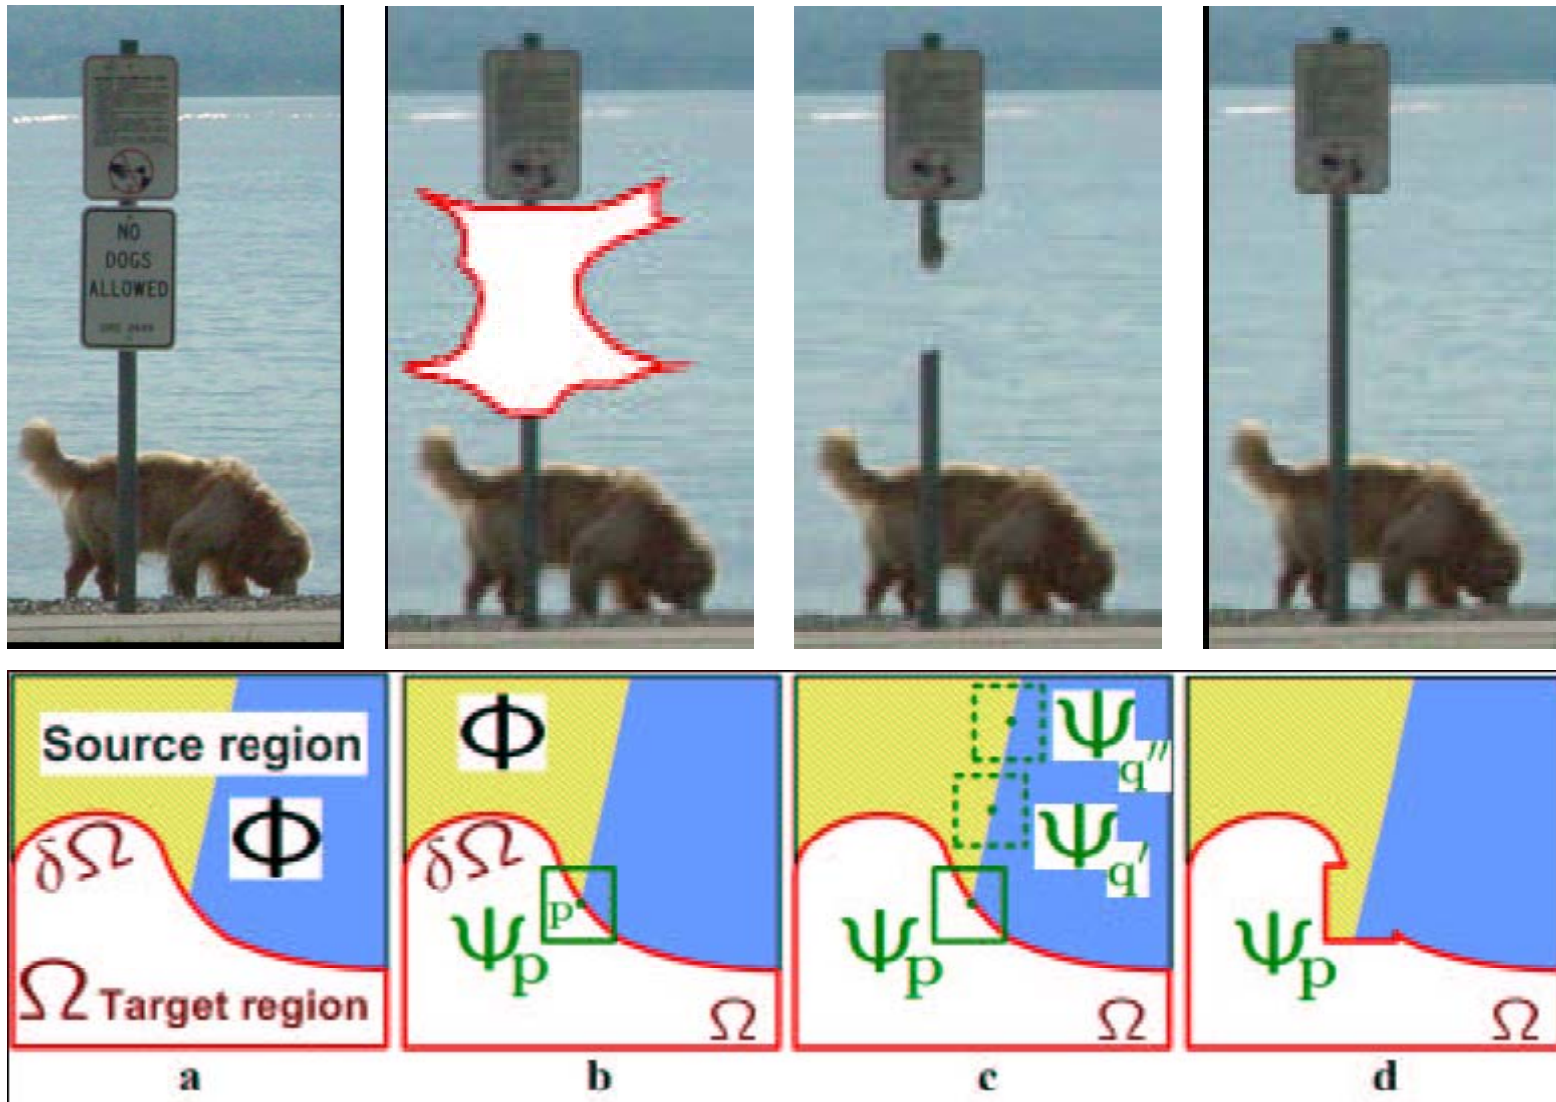 NO
DOGS
ALLOWED
Source region
Φ
δΩ
Ω Target region
Φ
δΩ
p
Ψp
Ω
Ψq″
Ψq′
Ψp
Ω
Ψp
Ω
a b c d